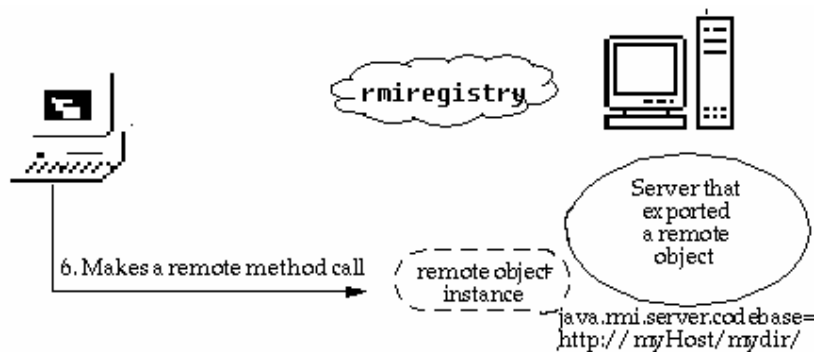 rmiregistry
Server that
exported
a remote
object
6. Makes a remote method call
remote object
instance
java.rmi.server.codebase=
http://myHost/mydir/